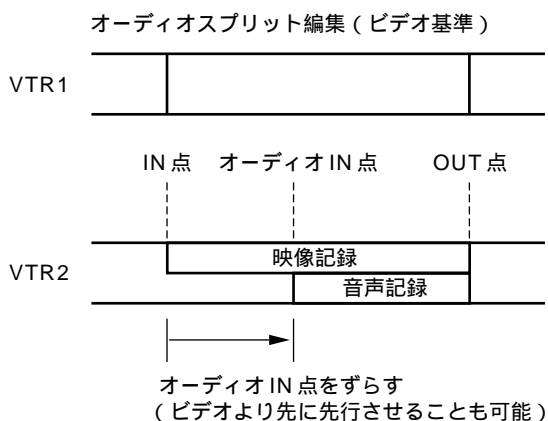 オーディオスプリット編集（ビデオ基準）
VTR1
IN点 オーディオIN点 OUT点
VTR2
映像記録
音声記録
オーディオIN点をずらす
（ビデオより先に先行させることも可能）